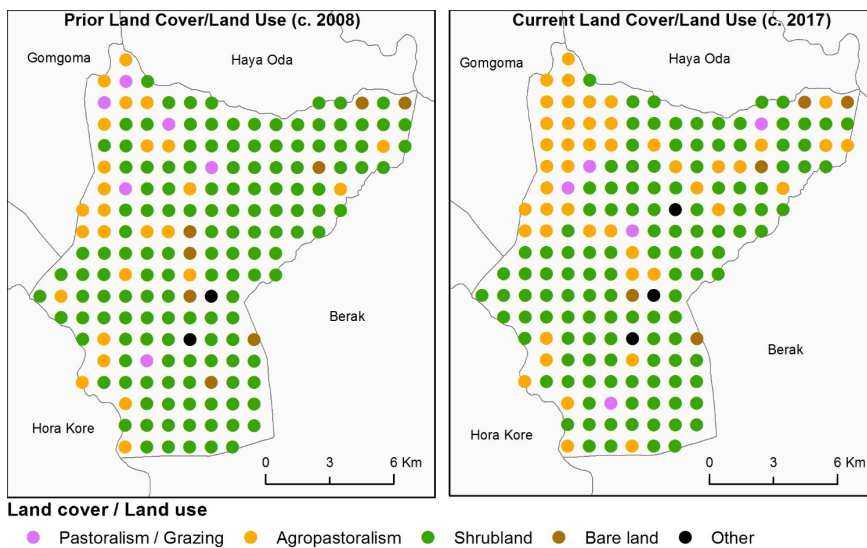 Prior Land Cover/Land Use (c. 2008)
Gomgoma
Haya Oda
Berak
Hora Kore
0 3 6 Km
Current Land Cover/Land Use (c. 2017)
Gomgoma
Haya Oda
Berak
Hora Kore
0 3 6 Km
Land cover / Land use
Pastoralism / Grazing Agropastoralism Shrubland Bare land Other